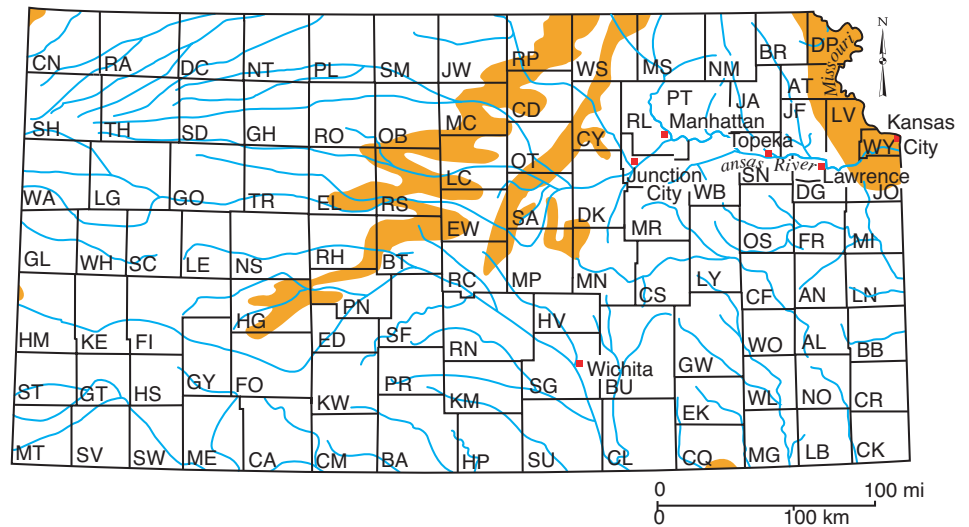 N
CN RA DC NT PL SM JW RP WS MS NM BR DP Missouri
SH TH SD GH RO OB MC CD CY RL PT JA AT JF LV
Manhattan Topeka Kansas
WY City
WA LG GO TR EL RS LC OT SA Junction
City
ansas River Lawrence
WB SN DG JO
GL WH SC LE NS RH BT EW RC MP DK MN MR OS FR MI
HM KE FI HG PN ED SF RN HV CS LY CF AN LN
ST GT HS GY FO PR SG Wichita BU GW WO AL BB
KW KM EK WL NO CR
MT SV SW ME CA CM BA HP SU CL CQ MG LB CK
0 100 mi
0 100 km